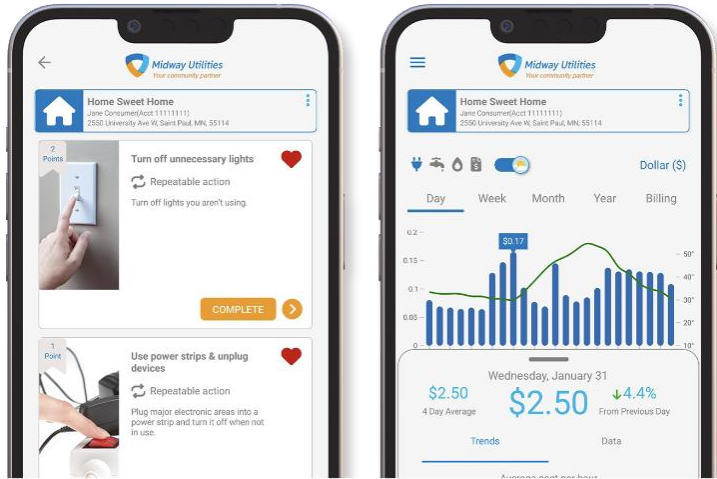 Midway Utilities
Your community partner
Home Sweet Home
Jane Consumer(Acct 11111111)
2550 University Ave W, Saint Paul, MN, 55114
2
Points
Turn off unnecessary lights
Repeatable action
Turn off lights you aren't using.
COMPLETE
1
Point
Use power strips & unplug
devices
Repeatable action
Plug major electronic areas into a
power strip and turn it off when not
in use.
Midway Utilities
Your community partner
Home Sweet Home
Jane Consumer(Acct 11111111)
2550 University Ave W, Saint Paul, MN, 55114
Dollar ($)
Day Week Month Year Billing
0.2
$0.17
0.15
0.1
0.05
0
50°
40°
30°
20°
10°
Wednesday, January 31
$2.50
4 Day Average
$2.50
4.4%
From Previous Day
Trends Data
Average cost per hour